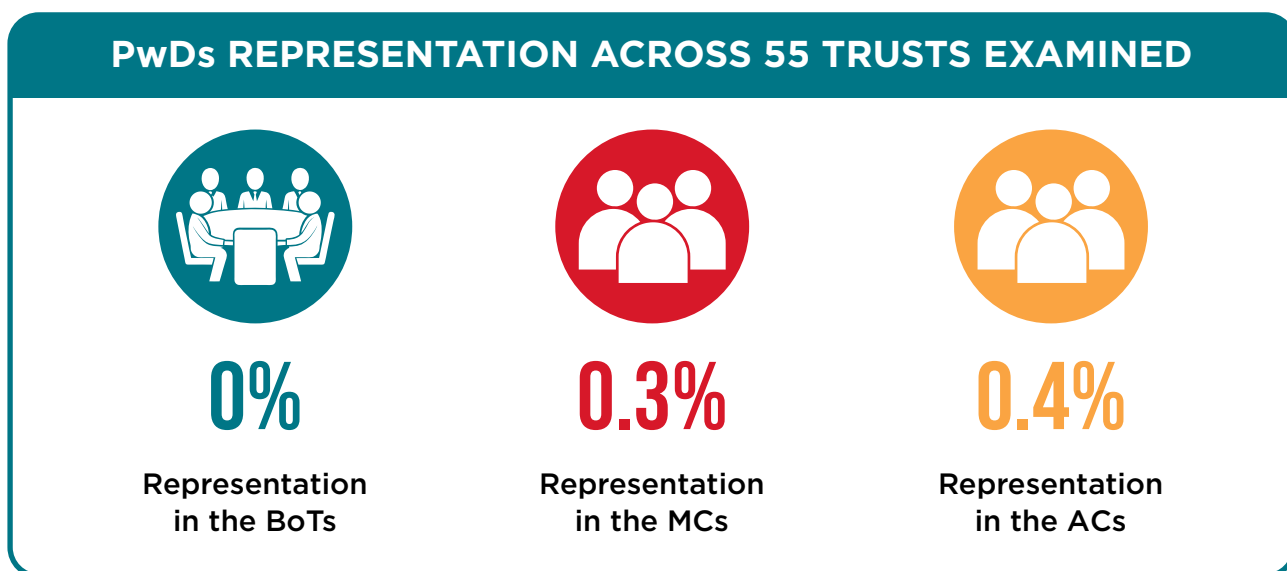 PwDs REPRESENTATION ACROSS 55 TRUSTS EXAMINED
0%
Representation
in the BoTs
0.3%
Representation
in the MCs
0.4%
Representation
in the ACs